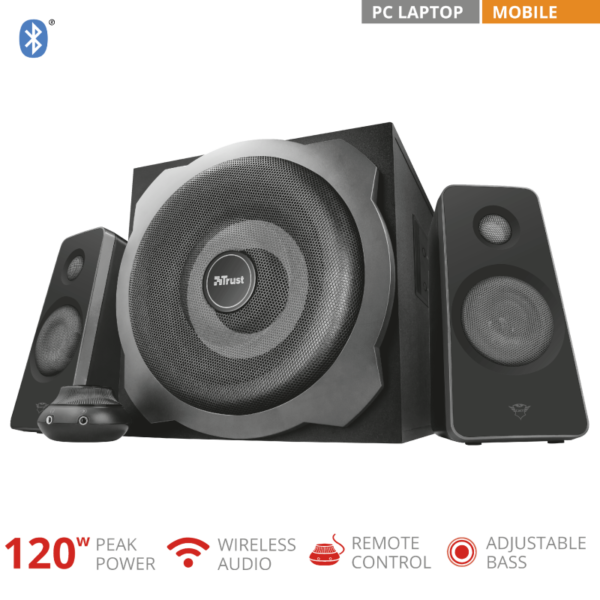 PC LAPTOP
MOBILE
®
Trust
120W PEAK
POWER
WIRELESS
AUDIO
REMOTE
CONTROL
ADJUSTABLE
BASS